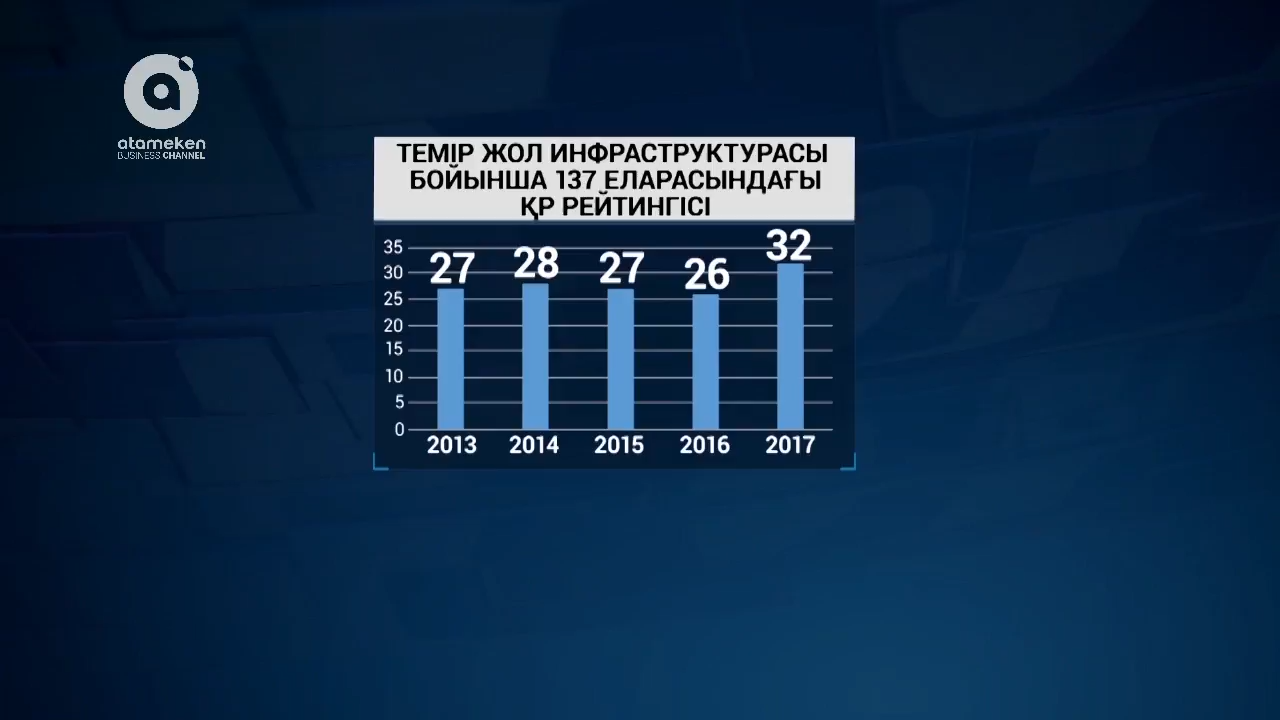 atameken
BUSINESS CHANNEL
ТЕМІР ЖОЛ ИНФРАСТРУКТУРАСЫ
БОЙЫНША 137 ЕЛАРАСЫНДАҒЫ
ҚР РЕЙТИНГІСІ
35
30
25
20
15
10
5
0
27 28 27 26 32
2013 2014 2015 2016 2017